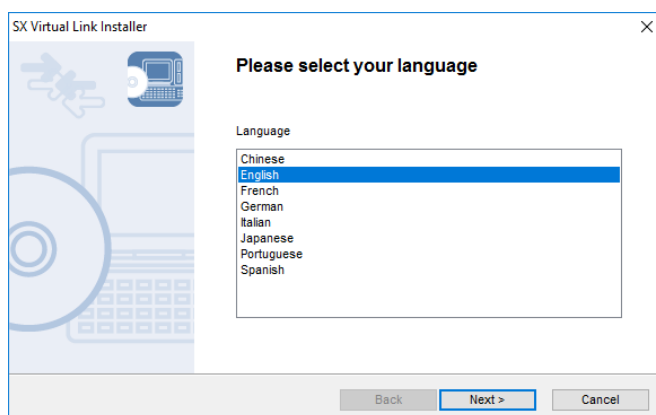 SX Virtual Link Installer
Please select your language
Language
Chinese
English
French
German
Italian
Japanese
Portuguese
Spanish
Back
Next >
Cancel